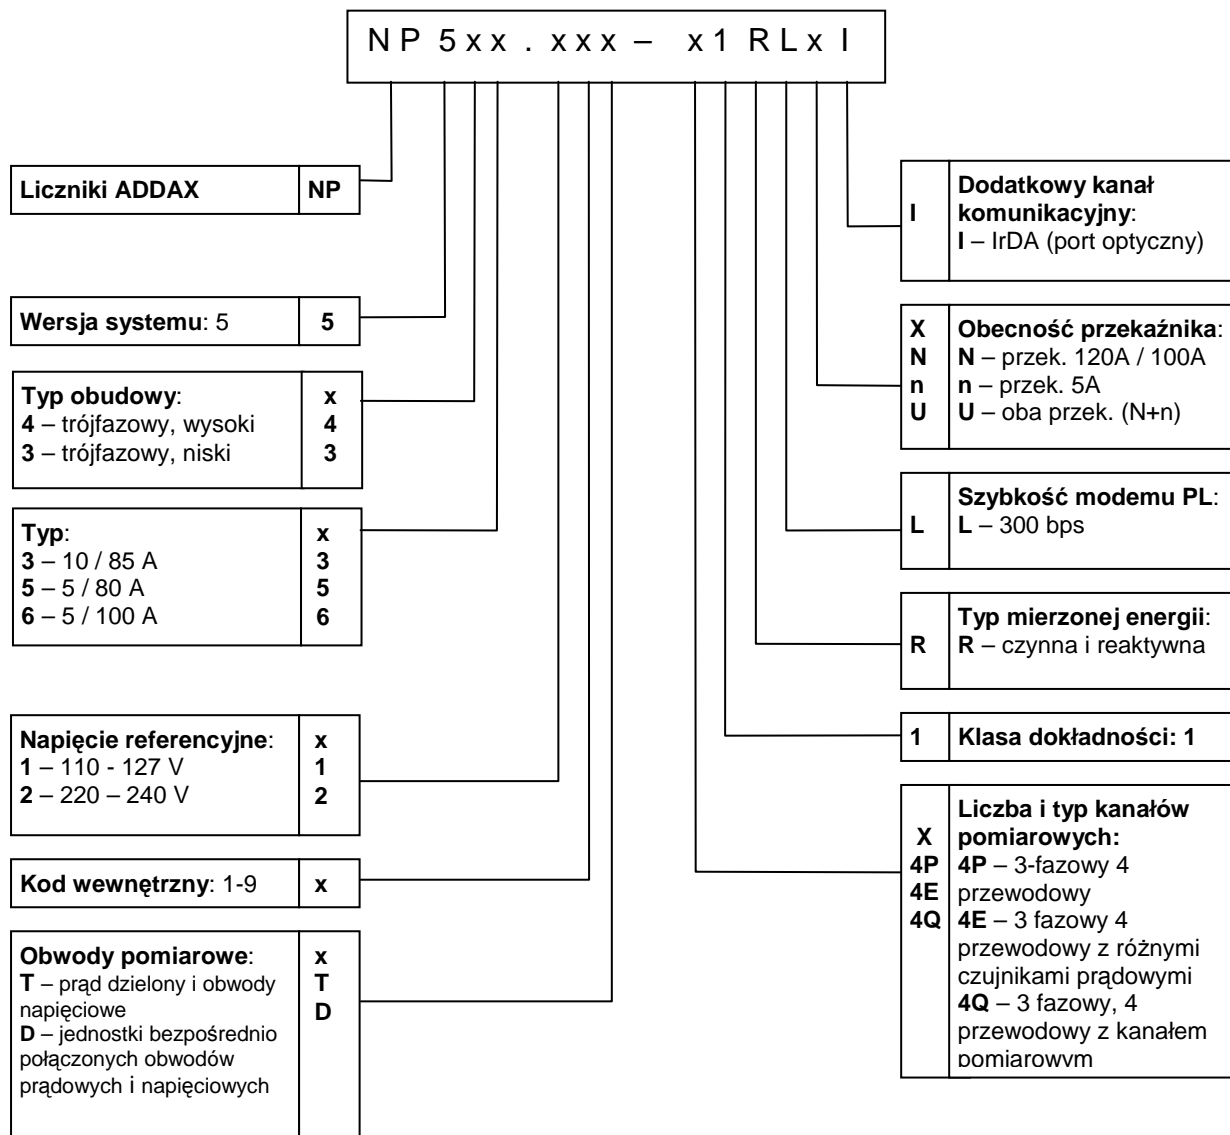 NP5xx.xxx– x1RLxI
Liczniki ADDAX NP
Wersja systemu: 5 5
Typ obudowy: x
4 – trójfazowy, wysoki 4
3 – trójfazowy, niski 3
Typ: x
3 – 10 / 85 A 3
5 – 5 / 80 A 5
6 – 5 / 100 A 6
Napięcie referencyjne: x
1 – 110 - 127 V 1
2 – 220 – 240 V 2
Kod wewnętrzny: 1-9 x
Obwody pomiarowe: x
T – prąd dzielony i obwody T
napięciowe
D
D – jednostki bezpośrednio
połączonych obwodów
prądowych i napięciowych
Dodatkowy kanał
komunikacyjny:
I
I – IrDA (port optyczny)
X Obecność przekaźnika:
N N – przek. 120A / 100A
n n – przek. 5A
U U – oba przek. (N+n)
Szybkość modemu PL:
L L – 300 bps
Typ mierzonej energii:
R R – czynna i reaktywna
1 Klasa dokładności: 1
Liczba i typ kanałów
X pomiarowych:
4P 4P – 3-fazowy 4
4E przewodowy
4Q 4E – 3 fazowy 4
przewodowy z różnymi
czujnikami prądowymi
4Q – 3 fazowy, 4
przewodowy z kanałem
pomiarowym